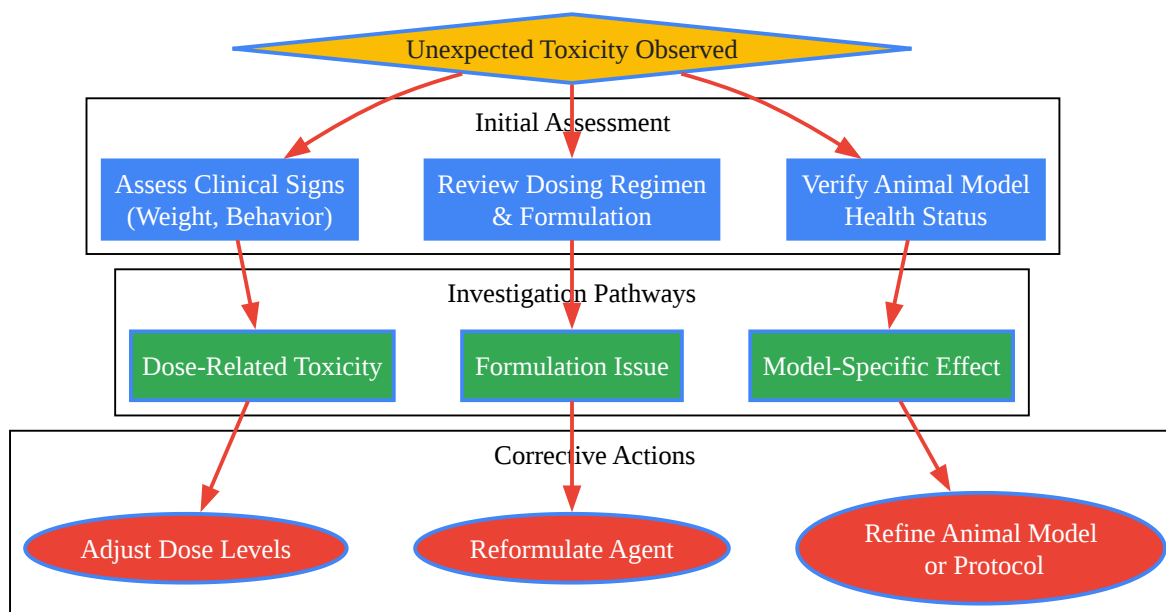 Unexpected Toxicity Observed
Initial Assessment
Assess Clinical Signs
(Weight, Behavior)
Review Dosing Regimen
& Formulation
Verify Animal Model
Health Status
Investigation Pathways
Dose-Related Toxicity
Formulation Issue
Model-Specific Effect
Corrective Actions
Adjust Dose Levels
Reformulate Agent
Refine Animal Model
or Protocol